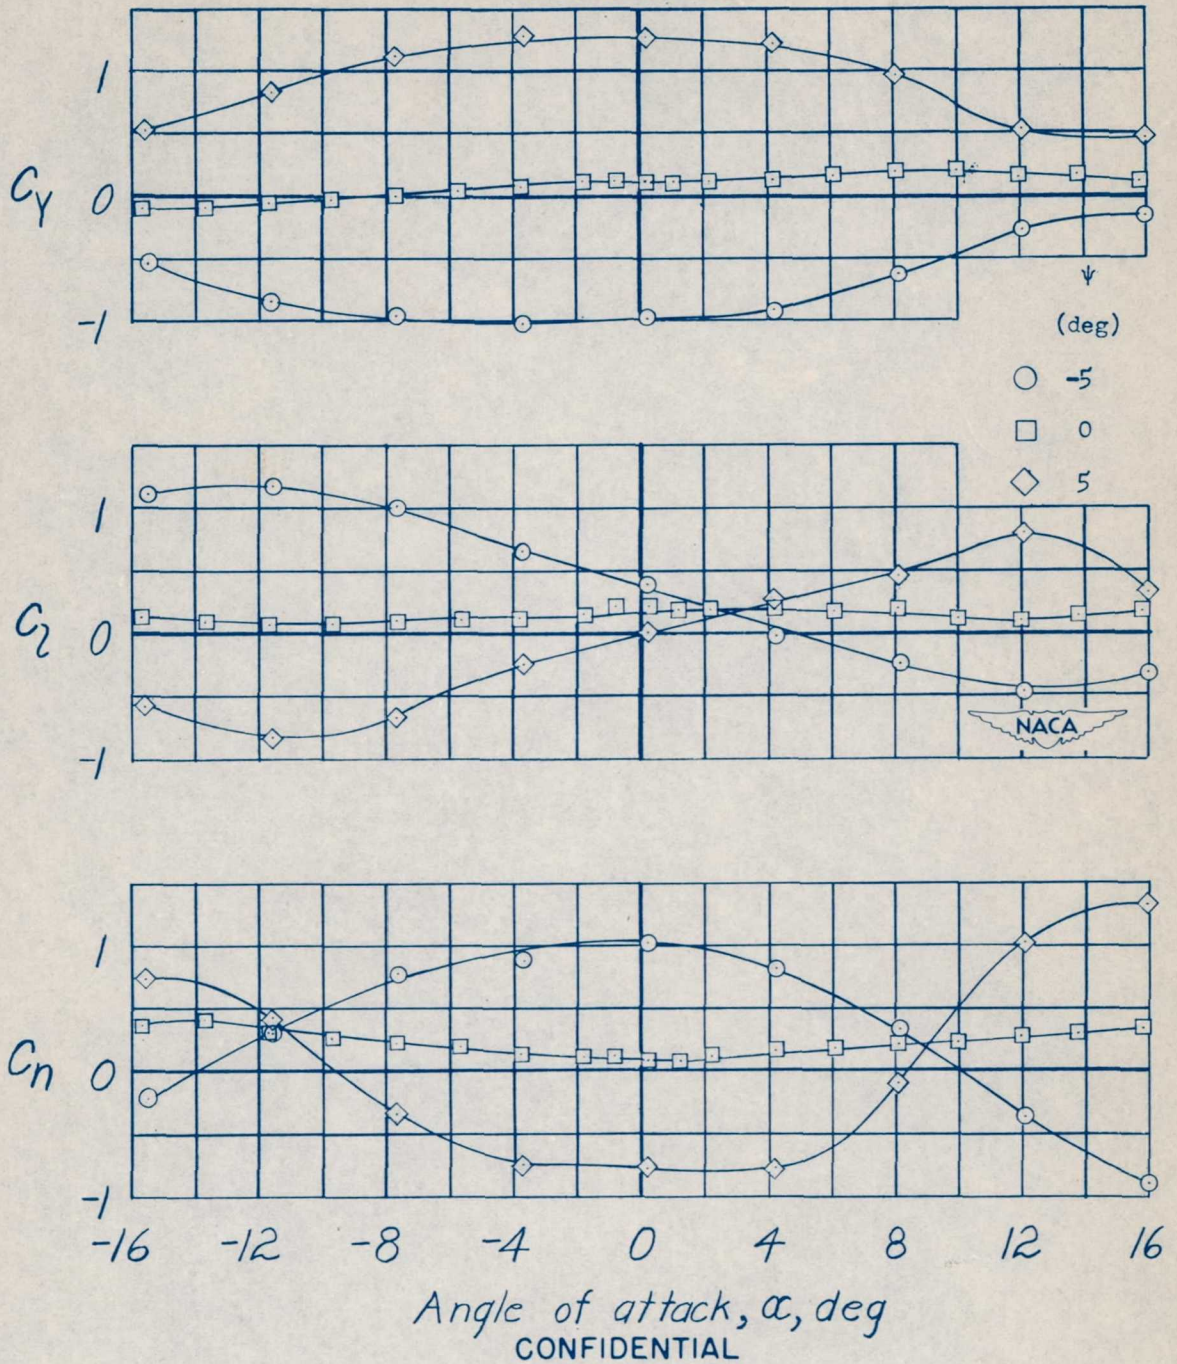 1
C_Y 0
-1
ψ
(deg)
-5
0
5
1
C_l 0
-1
NACA
1
C_n 0
-1
-16 -12 -8 -4 0 4 8 12 16
Angle of attack, α, deg
CONFIDENTIAL